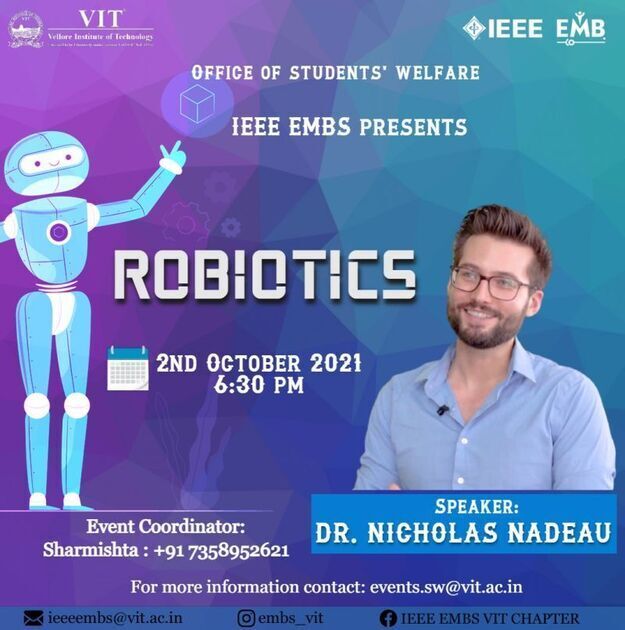 VIT
Vellore Institute of Technology
IEEE EMB
OFFICE OF STUDENTS' WELFARE
IEEE EMBS PRESENTS
ROBIOTICS
2ND OCTOBER 2021
6:30 PM
SPEAKER:
DR. NICHOLAS NADEAU
Event Coordinator:
Sharmishta : +91 7358952621
For more information contact: events.sw@vit.ac.in
ieeeembs@vit.ac.in embs_vit IEEE EMBS VIT CHAPTER